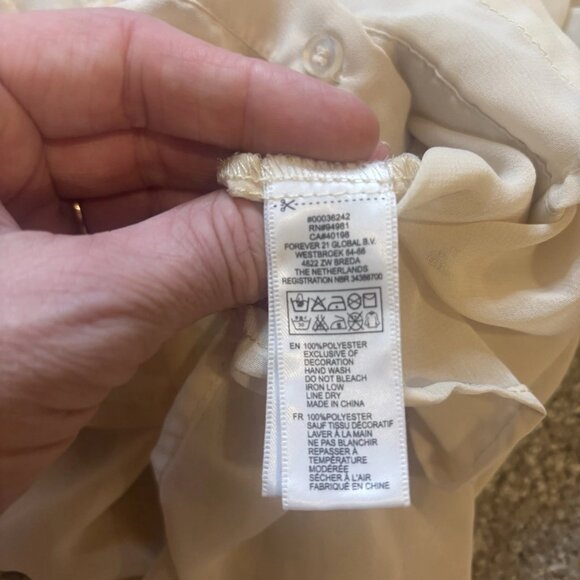 #00036242
RN#94981
CA#40198
FOREVER 21 GLOBAL B.V.
WESTBROEK 64-66
4822 ZW BREDA
THE NETHERLANDS
REGISTRATION NBR 34388700
EN 100%POLYESTER
EXCLUSIVE OF
DECORATION
HAND WASH
DO NOT BLEACH
IRON LOW
LINE DRY
MADE IN CHINA
FR 100%POLYESTER
SAUF TISSU DÉCORATIF
LAVER À LA MAIN
NE PAS BLANCHIR
REPASSER À
TEMPÉRATURE
MODÉRÉE
SÉCHER À L'AIR
FABRIQUÉ EN CHINE